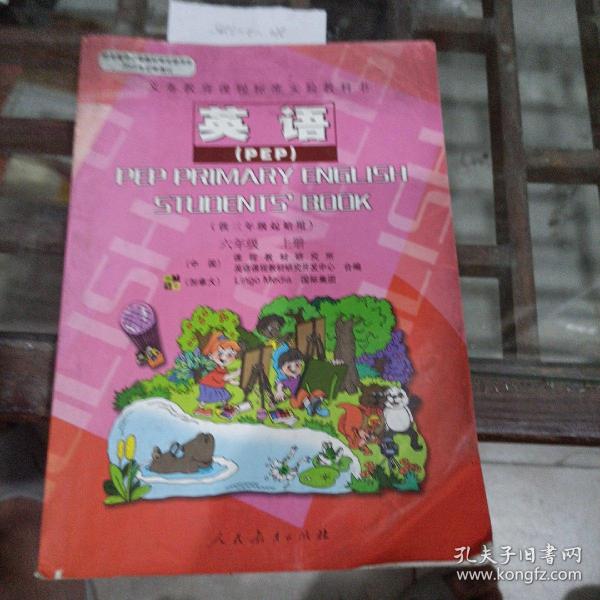 义务教育课程标准实验教科书
英语
(PEP)
PEP PRIMARY ENGLISH
STUDENTS' BOOK
(供三年级起始用)
六年级 上册
(中国) 课程教材研究所
英语课程教材研究开发中心 合编
(加拿大) Lingo Media 国际集团
人民教育出版社
孔夫子旧书网
www.kongfz.com